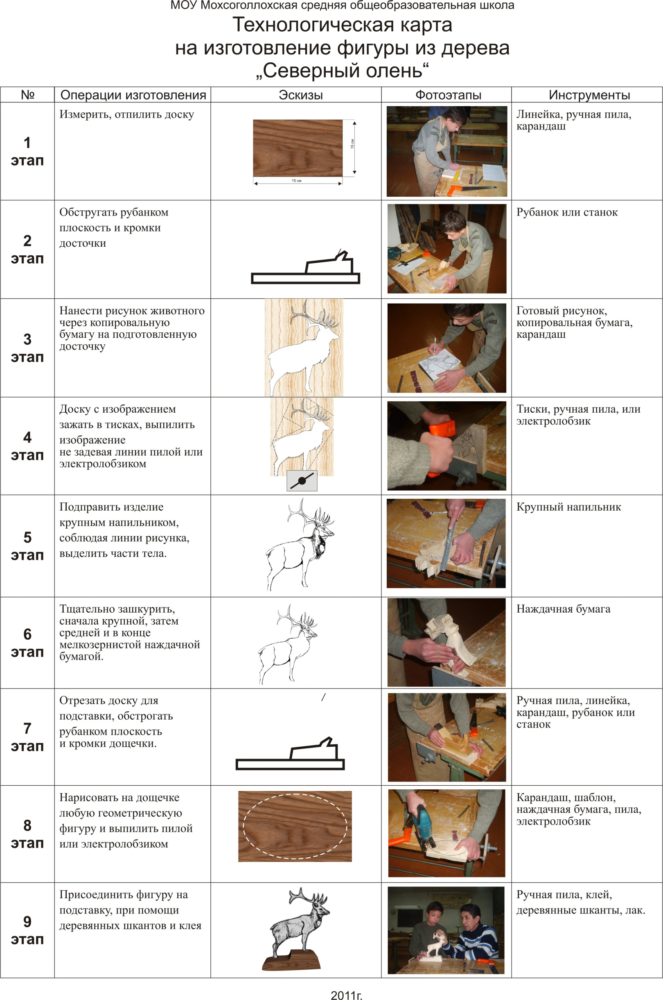 МОУ Мохсоголлохская средняя общеобразовательная школа
Технологическая карта
на изготовление фигуры из дерева
„Северный олень“
№
Операции изготовления
Эскизы
Фотоэтапы
Инструменты
1
этап
Измерить, отпилить доску
15 см
15 см
Линейка, ручная пила,
карандаш
2
этап
Обстругать рубанком
плоскость и кромки
досточки
Рубанок или станок
3
этап
Нанести рисунок животного
через копировальную
бумагу на подготовленную
досточку
Готовый рисунок,
копировальная бумага,
карандаш
4
этап
Доску с изображением
зажать в тисках, выпилить
изображение
не задевая линии пилой или
электролобзиком
Тиски, ручная пила, или
электролобзик
5
этап
Подправить изделие
крупным напильником,
соблюдая линии рисунка,
выделить части тела.
Крупный напильник
6
этап
Тщательно зашкурить,
сначала крупной, затем
средней и в конце
мелкозернистой наждачной
бумагой.
Наждачная бумага
7
этап
Отрезать доску для
подставки, обстрогать
рубанком плоскость
и кромки дощечки.
Ручная пила, линейка,
карандаш, рубанок или
станок
8
этап
Нарисовать на дощечке
любую геометрическую
фигуру и выпилить пилой
или электролобзиком
Карандаш, шаблон,
наждачная бумага, пила,
электролобзик
9
этап
Присоединить фигуру на
подставку, при помощи
деревянных шкантов и клея
Ручная пила, клей,
деревянные шканты, лак.
2011г.